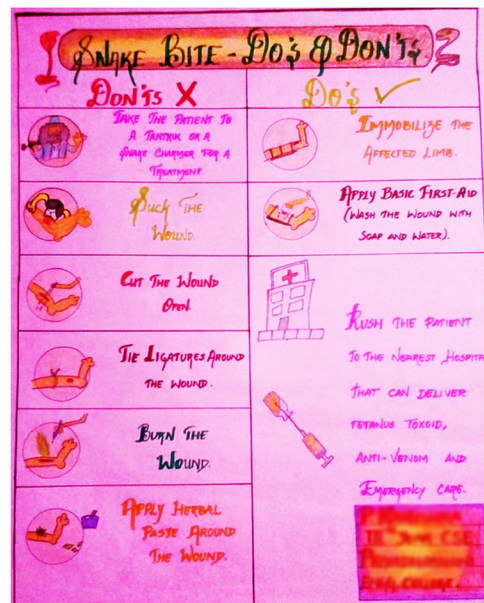 Snake Bite - Do's & Don'ts
Don'ts X
Take the Patient to
a Tantrik or a
Snake Charmer for a
Treatment.
Suck the
Wound.
Cut the Wound
Open.
Tie Ligatures Around
the Wound.
Burn the
Wound.
Apply Herbal
Paste Around
the Wound.
Do's ✓
Immobilize the
Affected Limb.
Apply Basic First-Aid
(Wash the Wound with
Soap and Water).
Rush the Patient
to the Nearest Hospital
that can deliver
Tetanus Toxoid,
Anti-Venom and
Emergency Care.